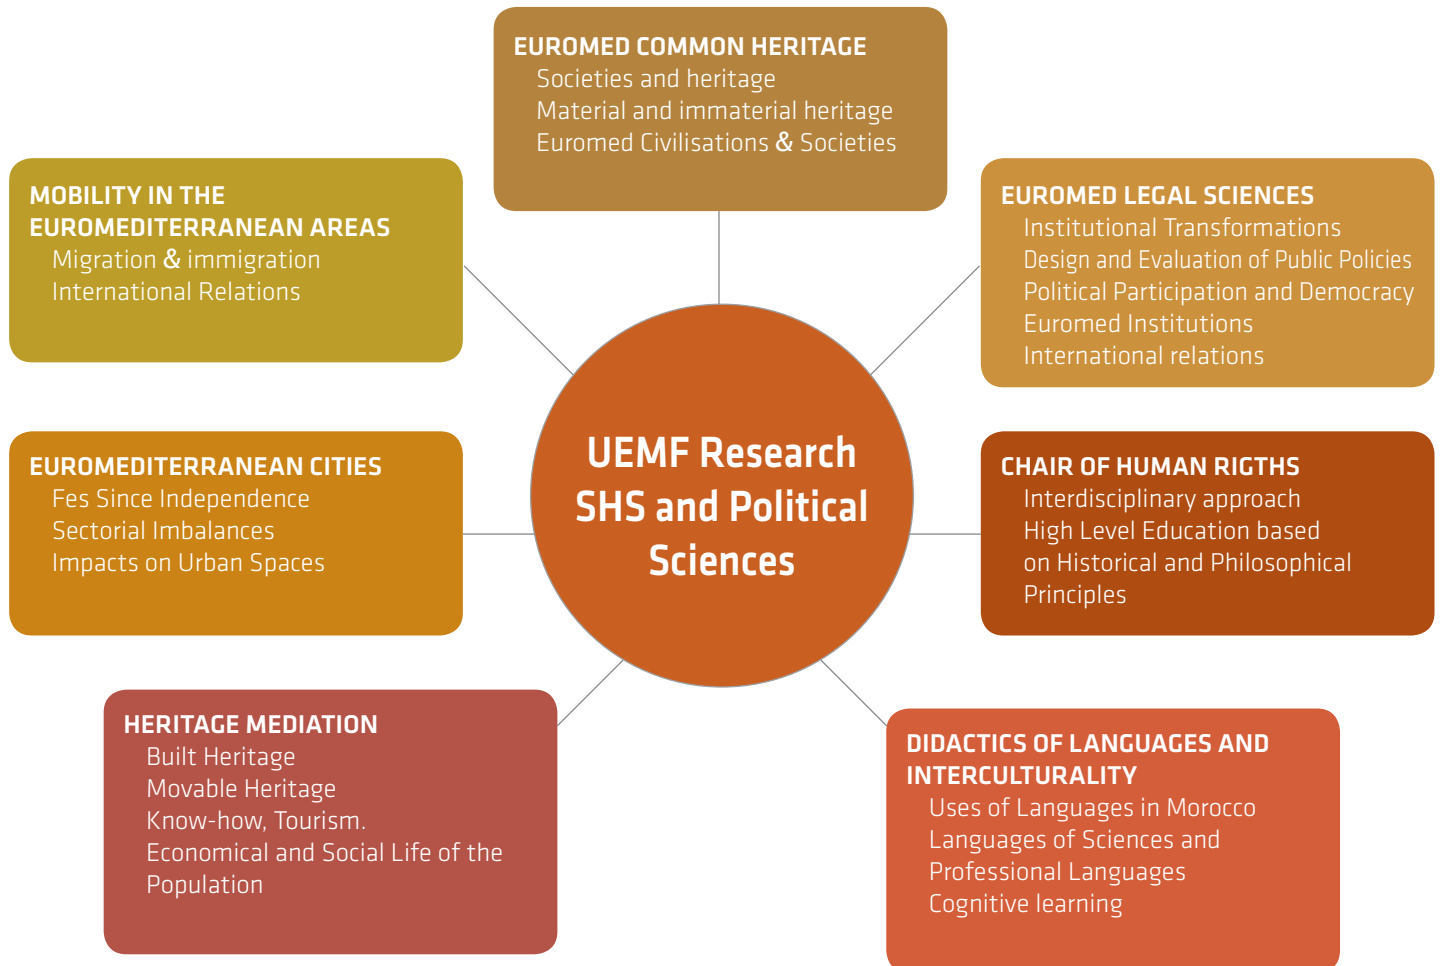 EUROMED COMMON HERITAGE
Societies and heritage
Material and immaterial heritage
Euromed Civilisations & Societies
MOBILITY IN THE
EUROMEDITERRANEAN AREAS
Migration & immigration
International Relations
EUROMED LEGAL SCIENCES
Institutional Transformations
Design and Evaluation of Public Policies
Political Participation and Democracy
Euromed Institutions
International relations
EUROMEDITERRANEAN CITIES
Fes Since Independence
Sectorial Imbalances
Impacts on Urban Spaces
UEMF Research
SHS and Political
Sciences
CHAIR OF HUMAN RIGTHS
Interdisciplinary approach
High Level Education based
on Historical and Philosophical
Principles
HERITAGE MEDIATION
Built Heritage
Movable Heritage
Know-how, Tourism.
Economical and Social Life of the
Population
DIDACTICS OF LANGUAGES AND
INTERCULTURALITY
Uses of Languages in Morocco
Languages of Sciences and
Professional Languages
Cognitive learning